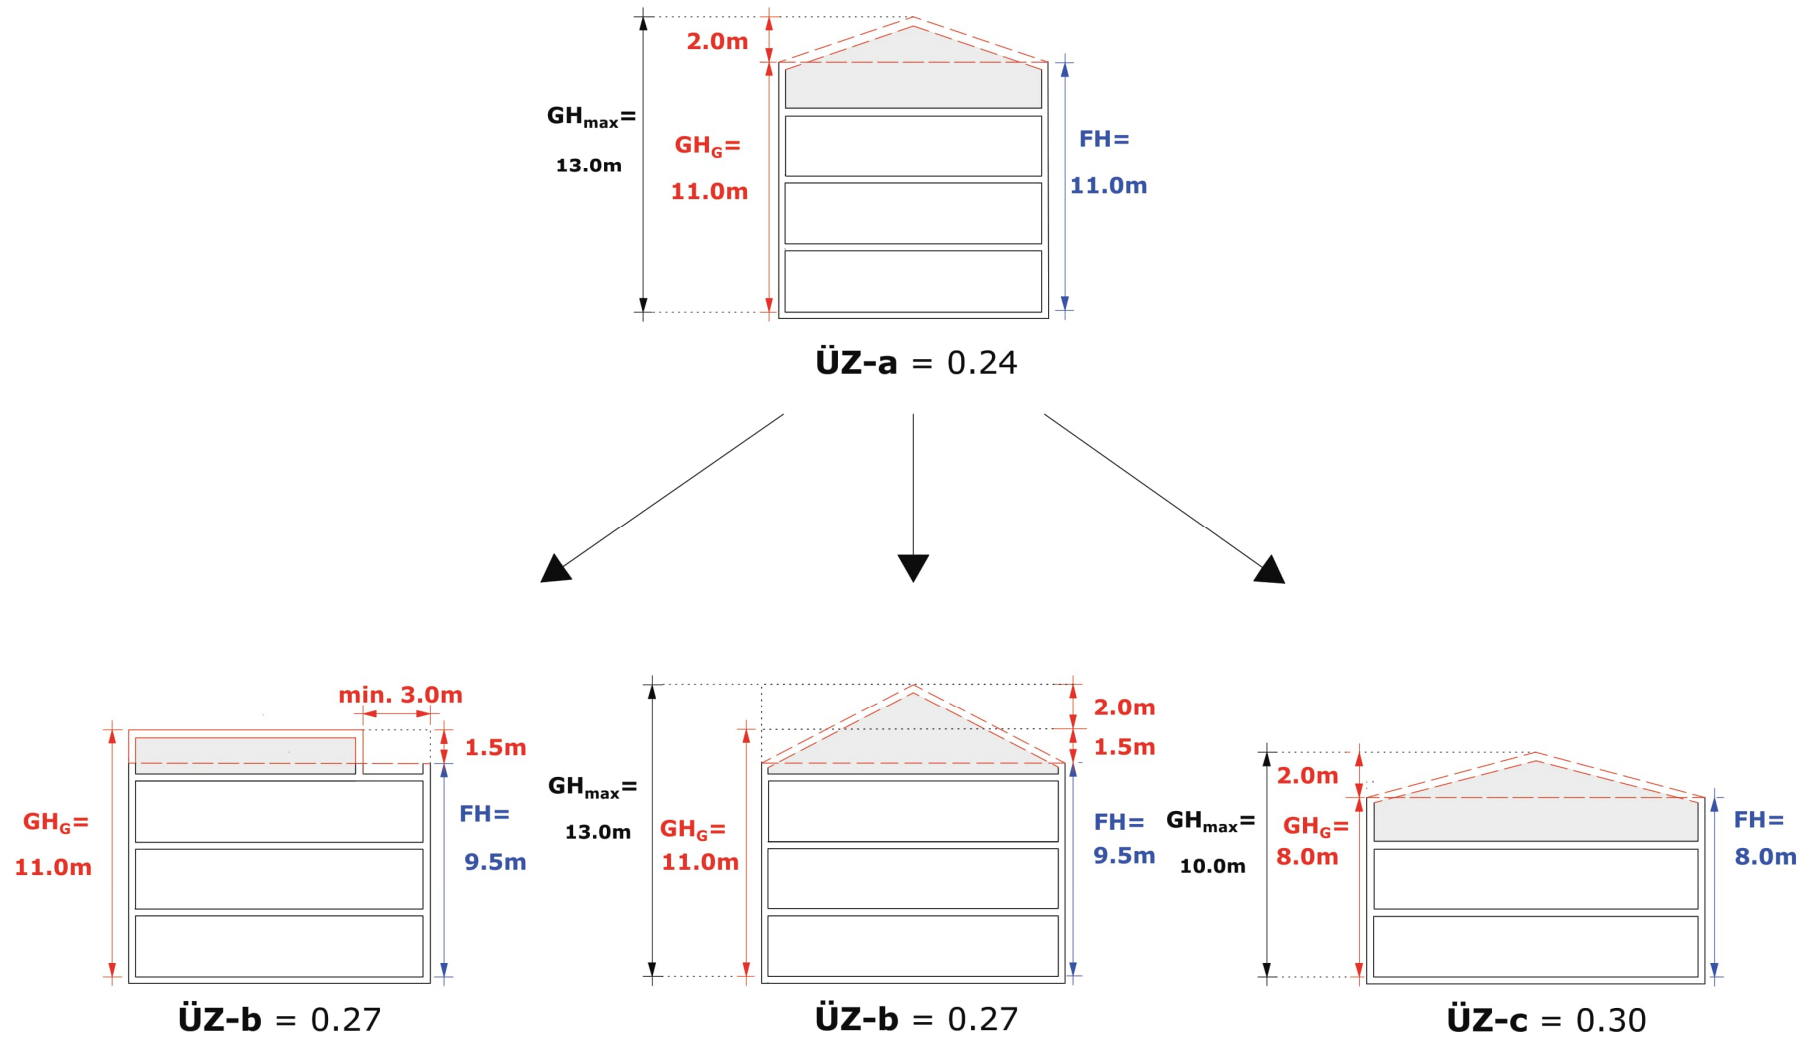 2.0m
GHmax=
13.0m
GHG=
11.0m
FH=
11.0m
ÜZ-a = 0.24
min. 3.0m
1.5m
GHG=
11.0m
FH=
9.5m
ÜZ-b = 0.27
2.0m
1.5m
GHmax=
13.0m
GHG=
11.0m
FH=
9.5m
ÜZ-b = 0.27
2.0m
GHmax=
10.0m
GHG=
8.0m
FH=
8.0m
ÜZ-c = 0.30